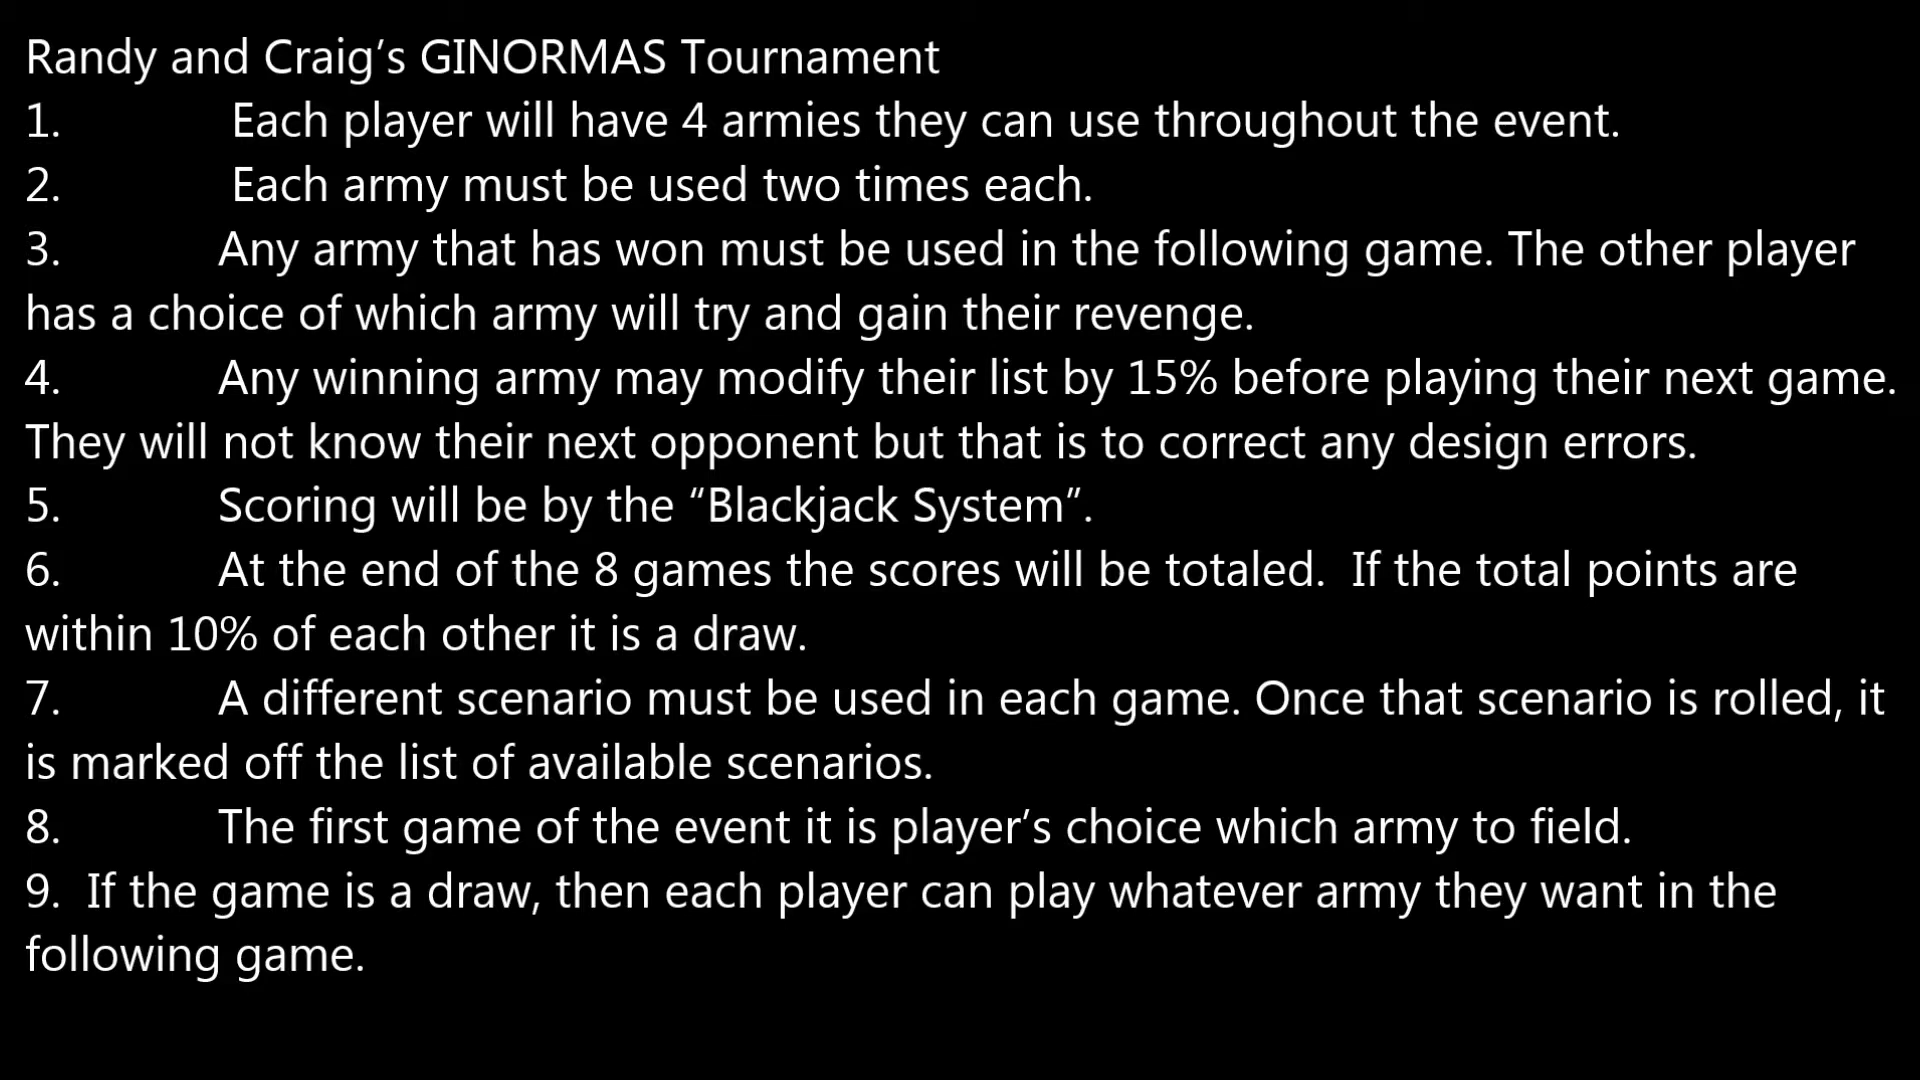 Randy and Craig’s GINORMAS Tournament
1. Each player will have 4 armies they can use throughout the event.
2. Each army must be used two times each.
3. Any army that has won must be used in the following game. The other player
has a choice of which army will try and gain their revenge.
4. Any winning army may modify their list by 15% before playing their next game.
They will not know their next opponent but that is to correct any design errors.
5. Scoring will be by the “Blackjack System”.
6. At the end of the 8 games the scores will be totaled.  If the total points are
within 10% of each other it is a draw.
7. A different scenario must be used in each game. Once that scenario is rolled, it
is marked off the list of available scenarios.
8. The first game of the event it is player’s choice which army to field.
9.  If the game is a draw, then each player can play whatever army they want in the
following game.